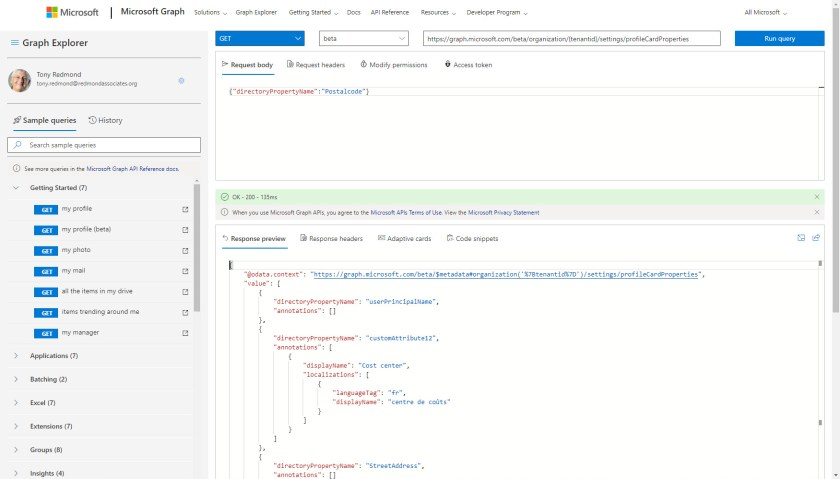 Microsoft
Microsoft Graph
Solutions
Graph Explorer
Getting Started
Docs
API Reference
Resources
Developer Program
All Microsoft
Graph Explorer
GET
beta
https://graph.microsoft.com/beta/organization/{tenantid}/settings/profileCardProperties
Run query
Tony Redmond
tony.redmond@redmondassociates.org
Request body
Request headers
Modify permissions
Access token
{"directoryPropertyName":"Postalcode"}
Sample queries
History
Search sample queries
See more queries in the Microsoft Graph API Reference docs.
Getting Started (7)
GET my profile
GET my profile (beta)
GET my photo
GET my mail
GET all the items in my drive
GET items trending around me
GET my manager
Applications (7)
Batching (2)
Excel (7)
Extensions (7)
Groups (8)
Insights (4)
OK - 200 - 135ms
When you use Microsoft Graph APIs, you agree to the Microsoft APIs Terms of Use. View the Microsoft Privacy Statement
Response preview
Response headers
Adaptive cards
Code snippets
{
"@odata.context": "https://graph.microsoft.com/beta/$metadata#organization('%7Btenantid%7D')/settings/profileCardProperties",
"value": [
{
"directoryPropertyName": "userPrincipalName",
"annotations": []
},
{
"directoryPropertyName": "customAttribute12",
"annotations": [
{
"displayName": "Cost center",
"localizations": [
{
"languageTag": "fr",
"displayName": "centre de coûts"
}
]
}
]
},
{
"directoryPropertyName": "StreetAddress",
"annotations": []